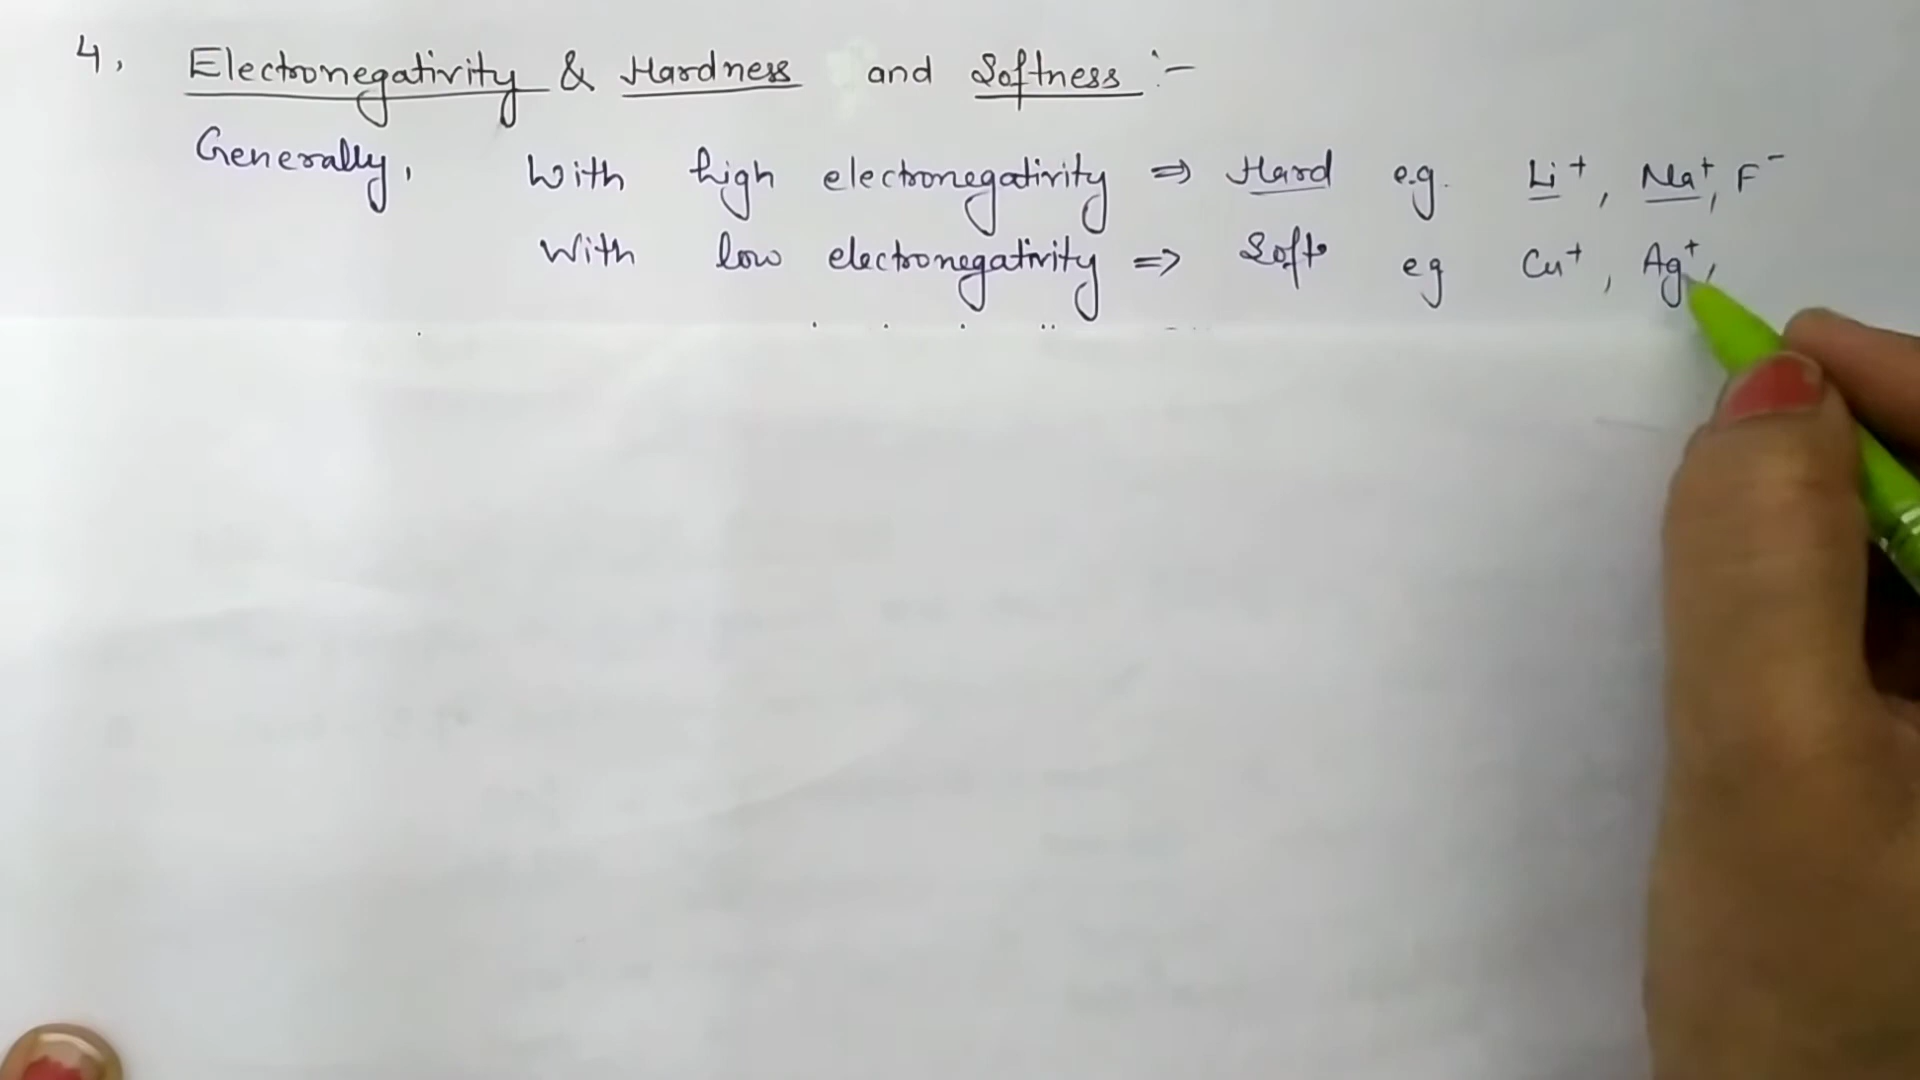 4, Electronegativity & Hardness and Softness :-
Generally, With high electronegativity ⇒ Hard e.g. Li⁺, Na⁺, F⁻
With low electronegativity ⇒ Soft eg Cu⁺, Ag⁺,